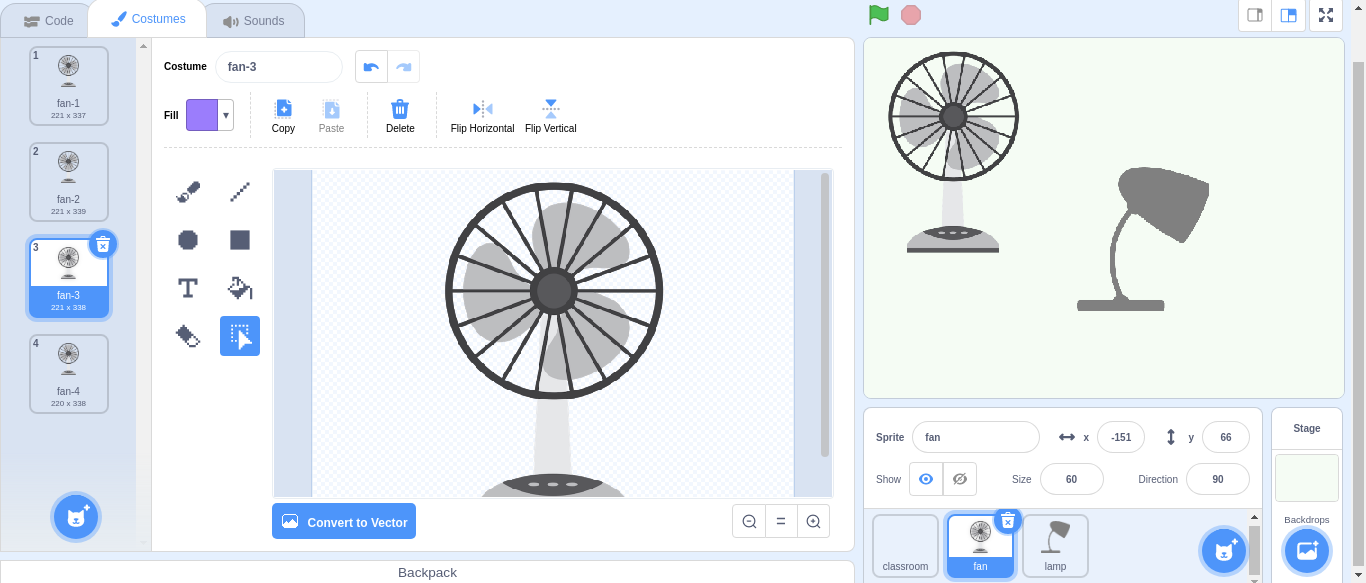 Code Costumes Sounds
1
fan-1
221 x 337
2
fan-2
221 x 339
3
fan-3
221 x 338
4
fan-4
220 x 338
Costume fan-3
Fill
Copy Paste Delete Flip Horizontal Flip Vertical
T
Convert to Vector
=
Backpack
Sprite fan x -151 y 66
Show Size 60 Direction 90
classroom fan lamp
Stage
Backdrops